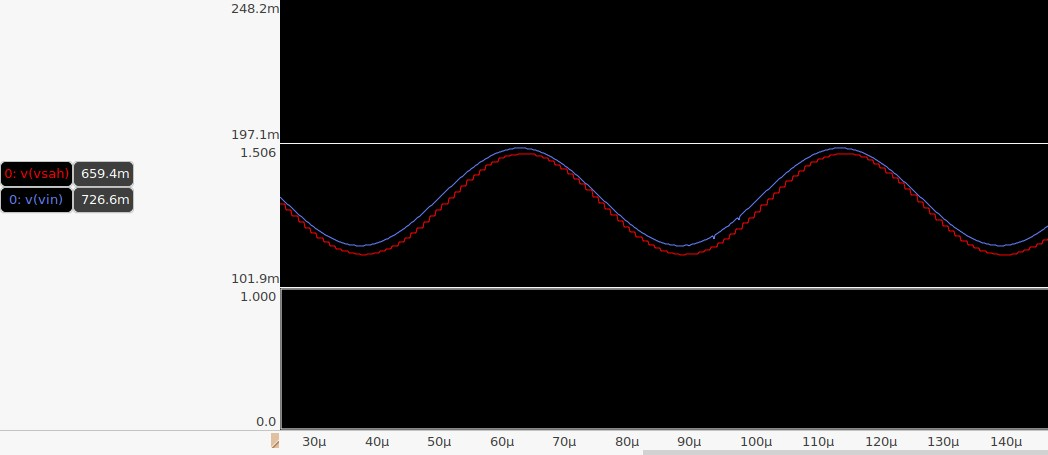 248.2m
197.1m
1.506
0: v(vsah) 659.4m
0: v(vin) 726.6m
101.9m
1.000
0.0
30µ 40µ 50µ 60µ 70µ 80µ 90µ 100µ 110µ 120µ 130µ 140µ